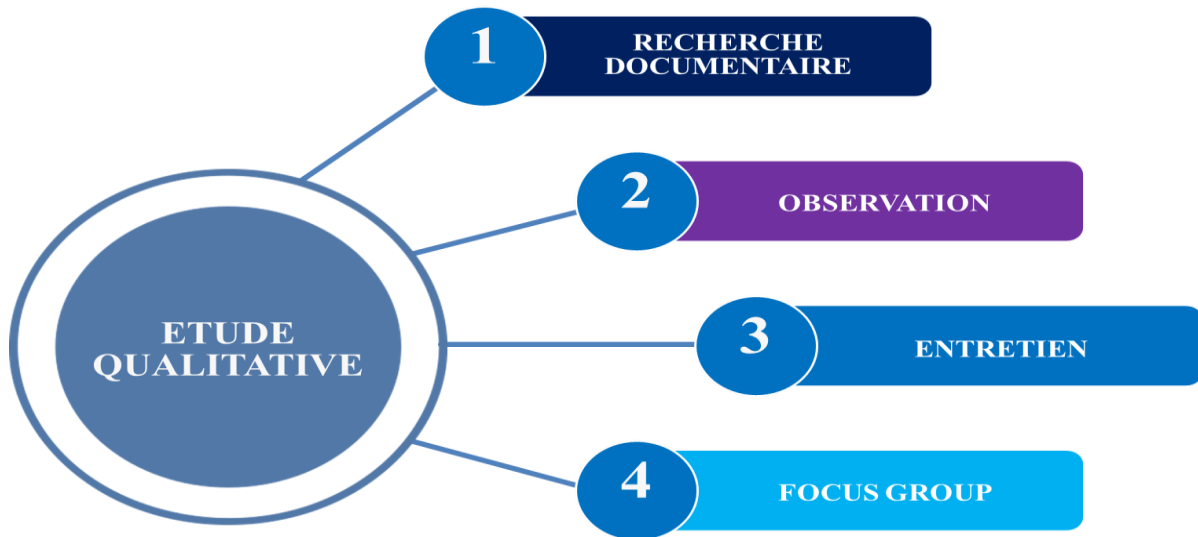 1
RECHERCHE
DOCUMENTAIRE
2
OBSERVATION
ETUDE
QUALITATIVE
3
ENTRETIEN
4
FOCUS GROUP